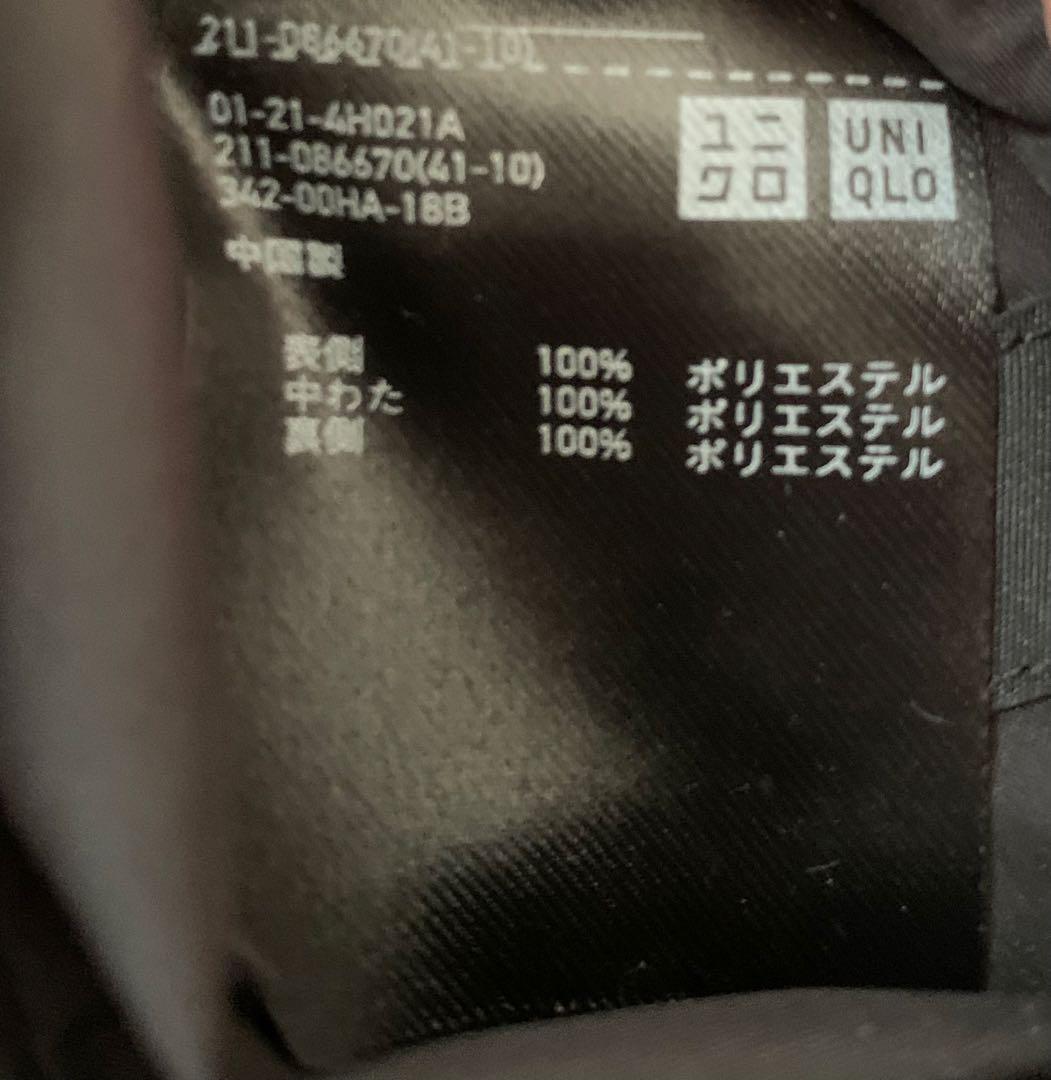 211-086670(41-10)
01-21-4H021A
211-086670(41-10)
342-00HA-18B
ユニ
クロ
UNI
QLO
中国製
表側 100% ポリエステル
中わた 100% ポリエステル
裏側 100% ポリエステル